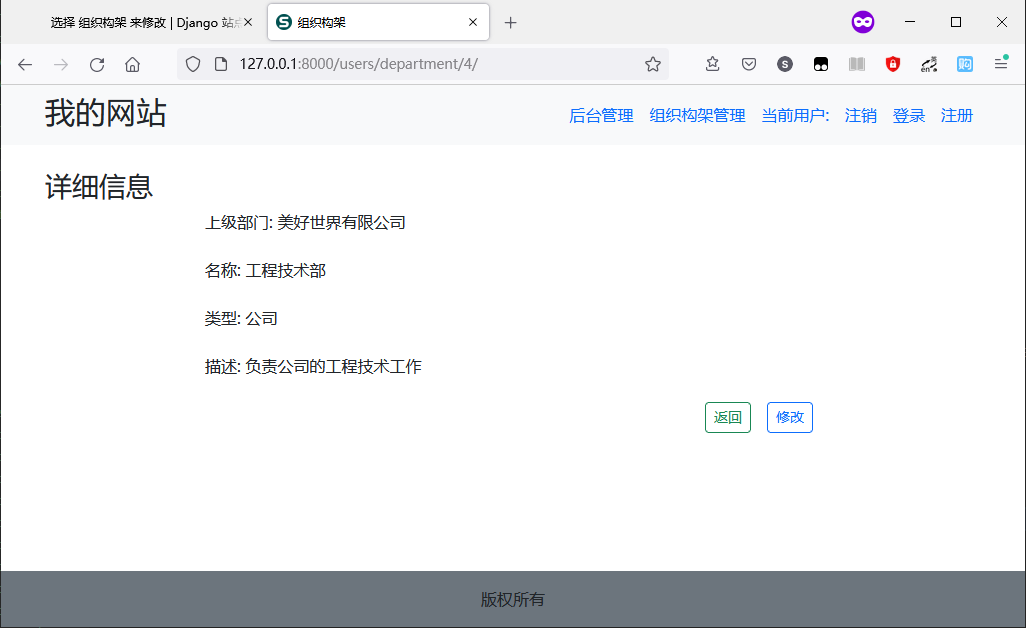 选择 组织构架 来修改 | Django 站点
组织构架
127.0.0.1:8000/users/department/4/
我的网站
后台管理 组织构架管理 当前用户: 注销 登录 注册
详细信息
上级部门: 美好世界有限公司
名称: 工程技术部
类型: 公司
描述: 负责公司的工程技术工作
返回 修改
版权所有